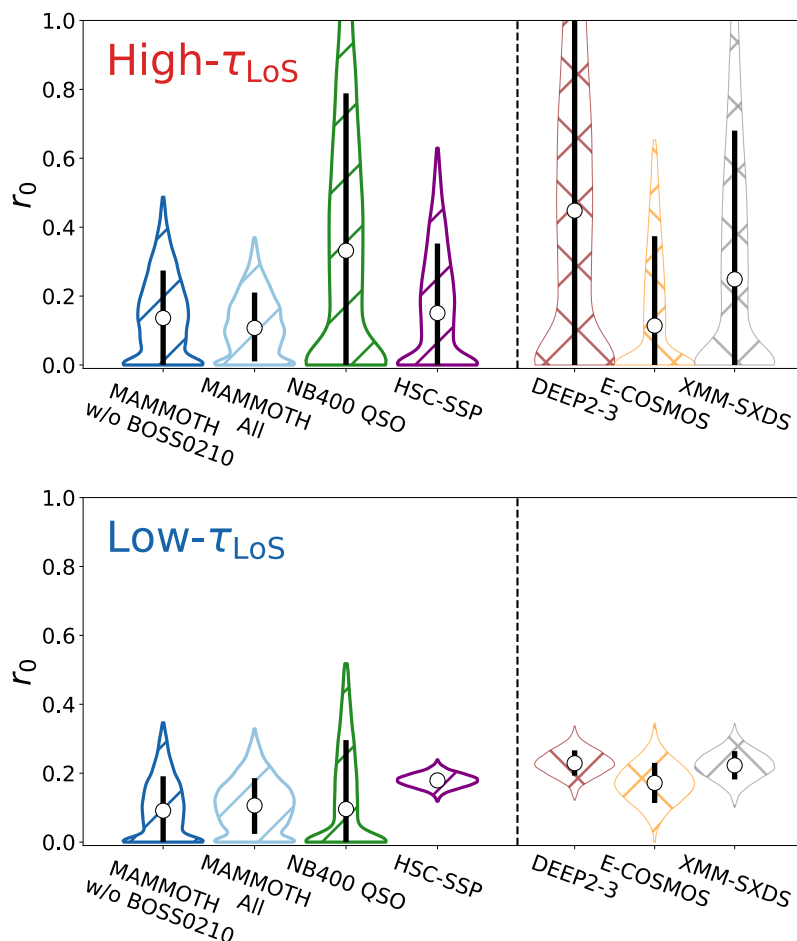 1.0
0.8
0.6
0.4
0.2
0.0
r0
High-τLoS
MAMMOTH
w/o BOSS0210
MAMMOTH
All
NB400 QSO
HSC-SSP
DEEP2-3
E-COSMOS
XMM-SXDS
1.0
0.8
0.6
0.4
0.2
0.0
r0
Low-τLoS
MAMMOTH
w/o BOSS0210
MAMMOTH
All
NB400 QSO
HSC-SSP
DEEP2-3
E-COSMOS
XMM-SXDS